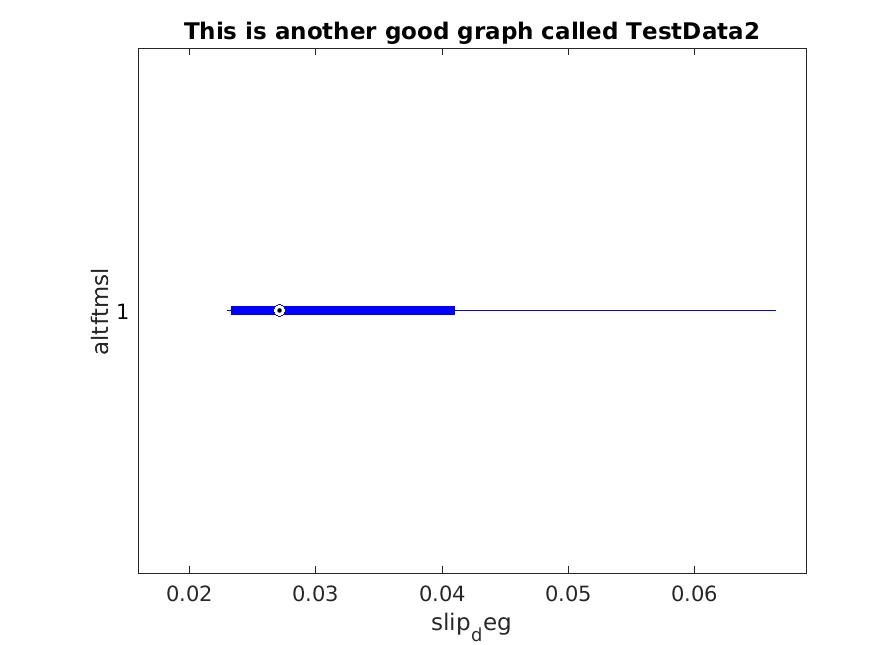 This is another good graph called TestData2
altftmsl
1
0.02 0.03 0.04 0.05 0.06
slip_deg